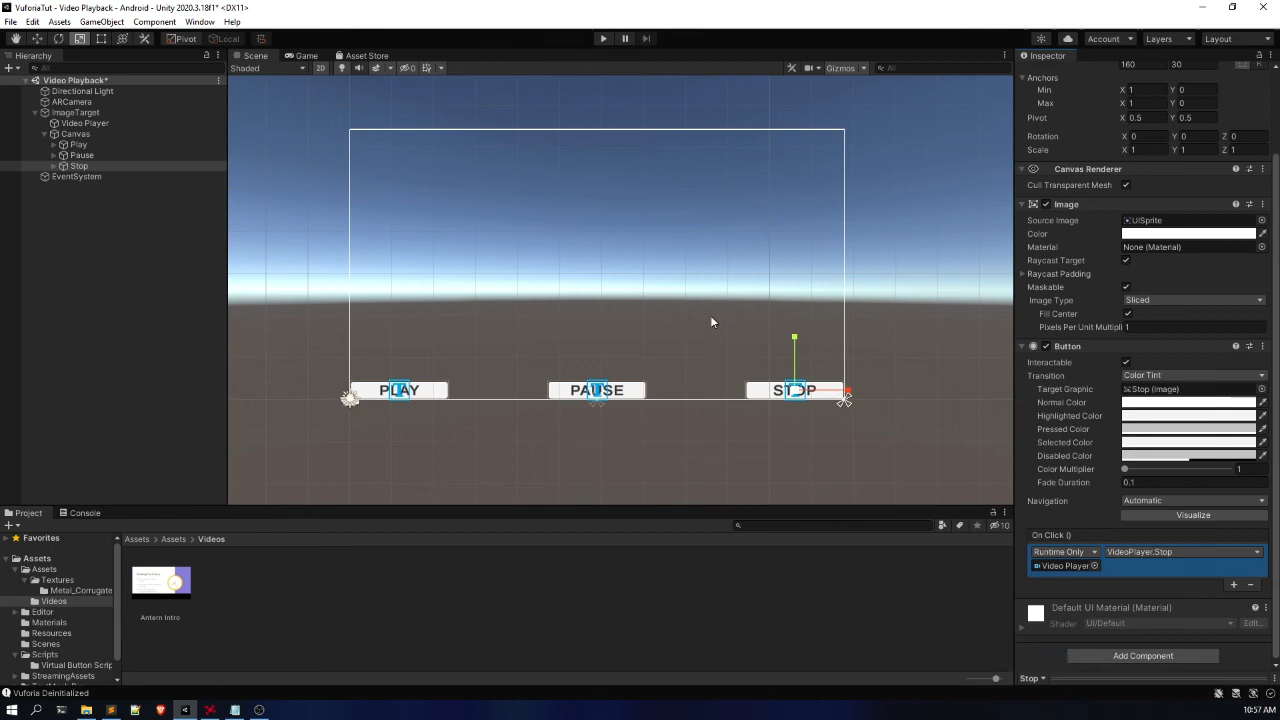 VuforiaTut - Video Playback - Android - Unity 2020.3.18f1* <DX11>
File Edit Assets GameObject Component Window Help
Pivot Local Account Layers Layout
Hierarchy Scene Game Asset Store Inspector
All Shaded 2D 0 Gizmos All
Video Playback*
Directional Light
ARCamera
ImageTarget
Video Player
Canvas
Play
Pause
Stop
EventSystem
PLAY PAUSE STOP
160 30 R
Anchors
Min X 1 Y 0
Max X 1 Y 0
Pivot X 0.5 Y 0.5
Rotation X 0 Y 0 Z 0
Scale X 1 Y 1 Z 1
Canvas Renderer
Cull Transparent Mesh
Image
Source Image UISprite
Color
Material None (Material)
Raycast Target
Raycast Padding
Maskable
Image Type Sliced
Fill Center
Pixels Per Unit Multipli 1
Button
Interactable
Transition Color Tint
Target Graphic Stop (Image)
Normal Color
Highlighted Color
Pressed Color
Selected Color
Disabled Color
Color Multiplier 1
Fade Duration 0.1
Navigation Automatic
Visualize
On Click ()
Runtime Only VideoPlayer.Stop
Video Player
Default UI Material (Material)
Shader UI/Default Edit...
Add Component
Stop
Project Console
10
Favorites
Assets
Assets
Textures
Metal_Corrugate
Videos
Editor
Materials
Resources
Scenes
Scripts
Virtual Button Scrip
StreamingAssets
Assets Assets Videos
Antern Intro
Vuforia Deinitialized
10:57 AM